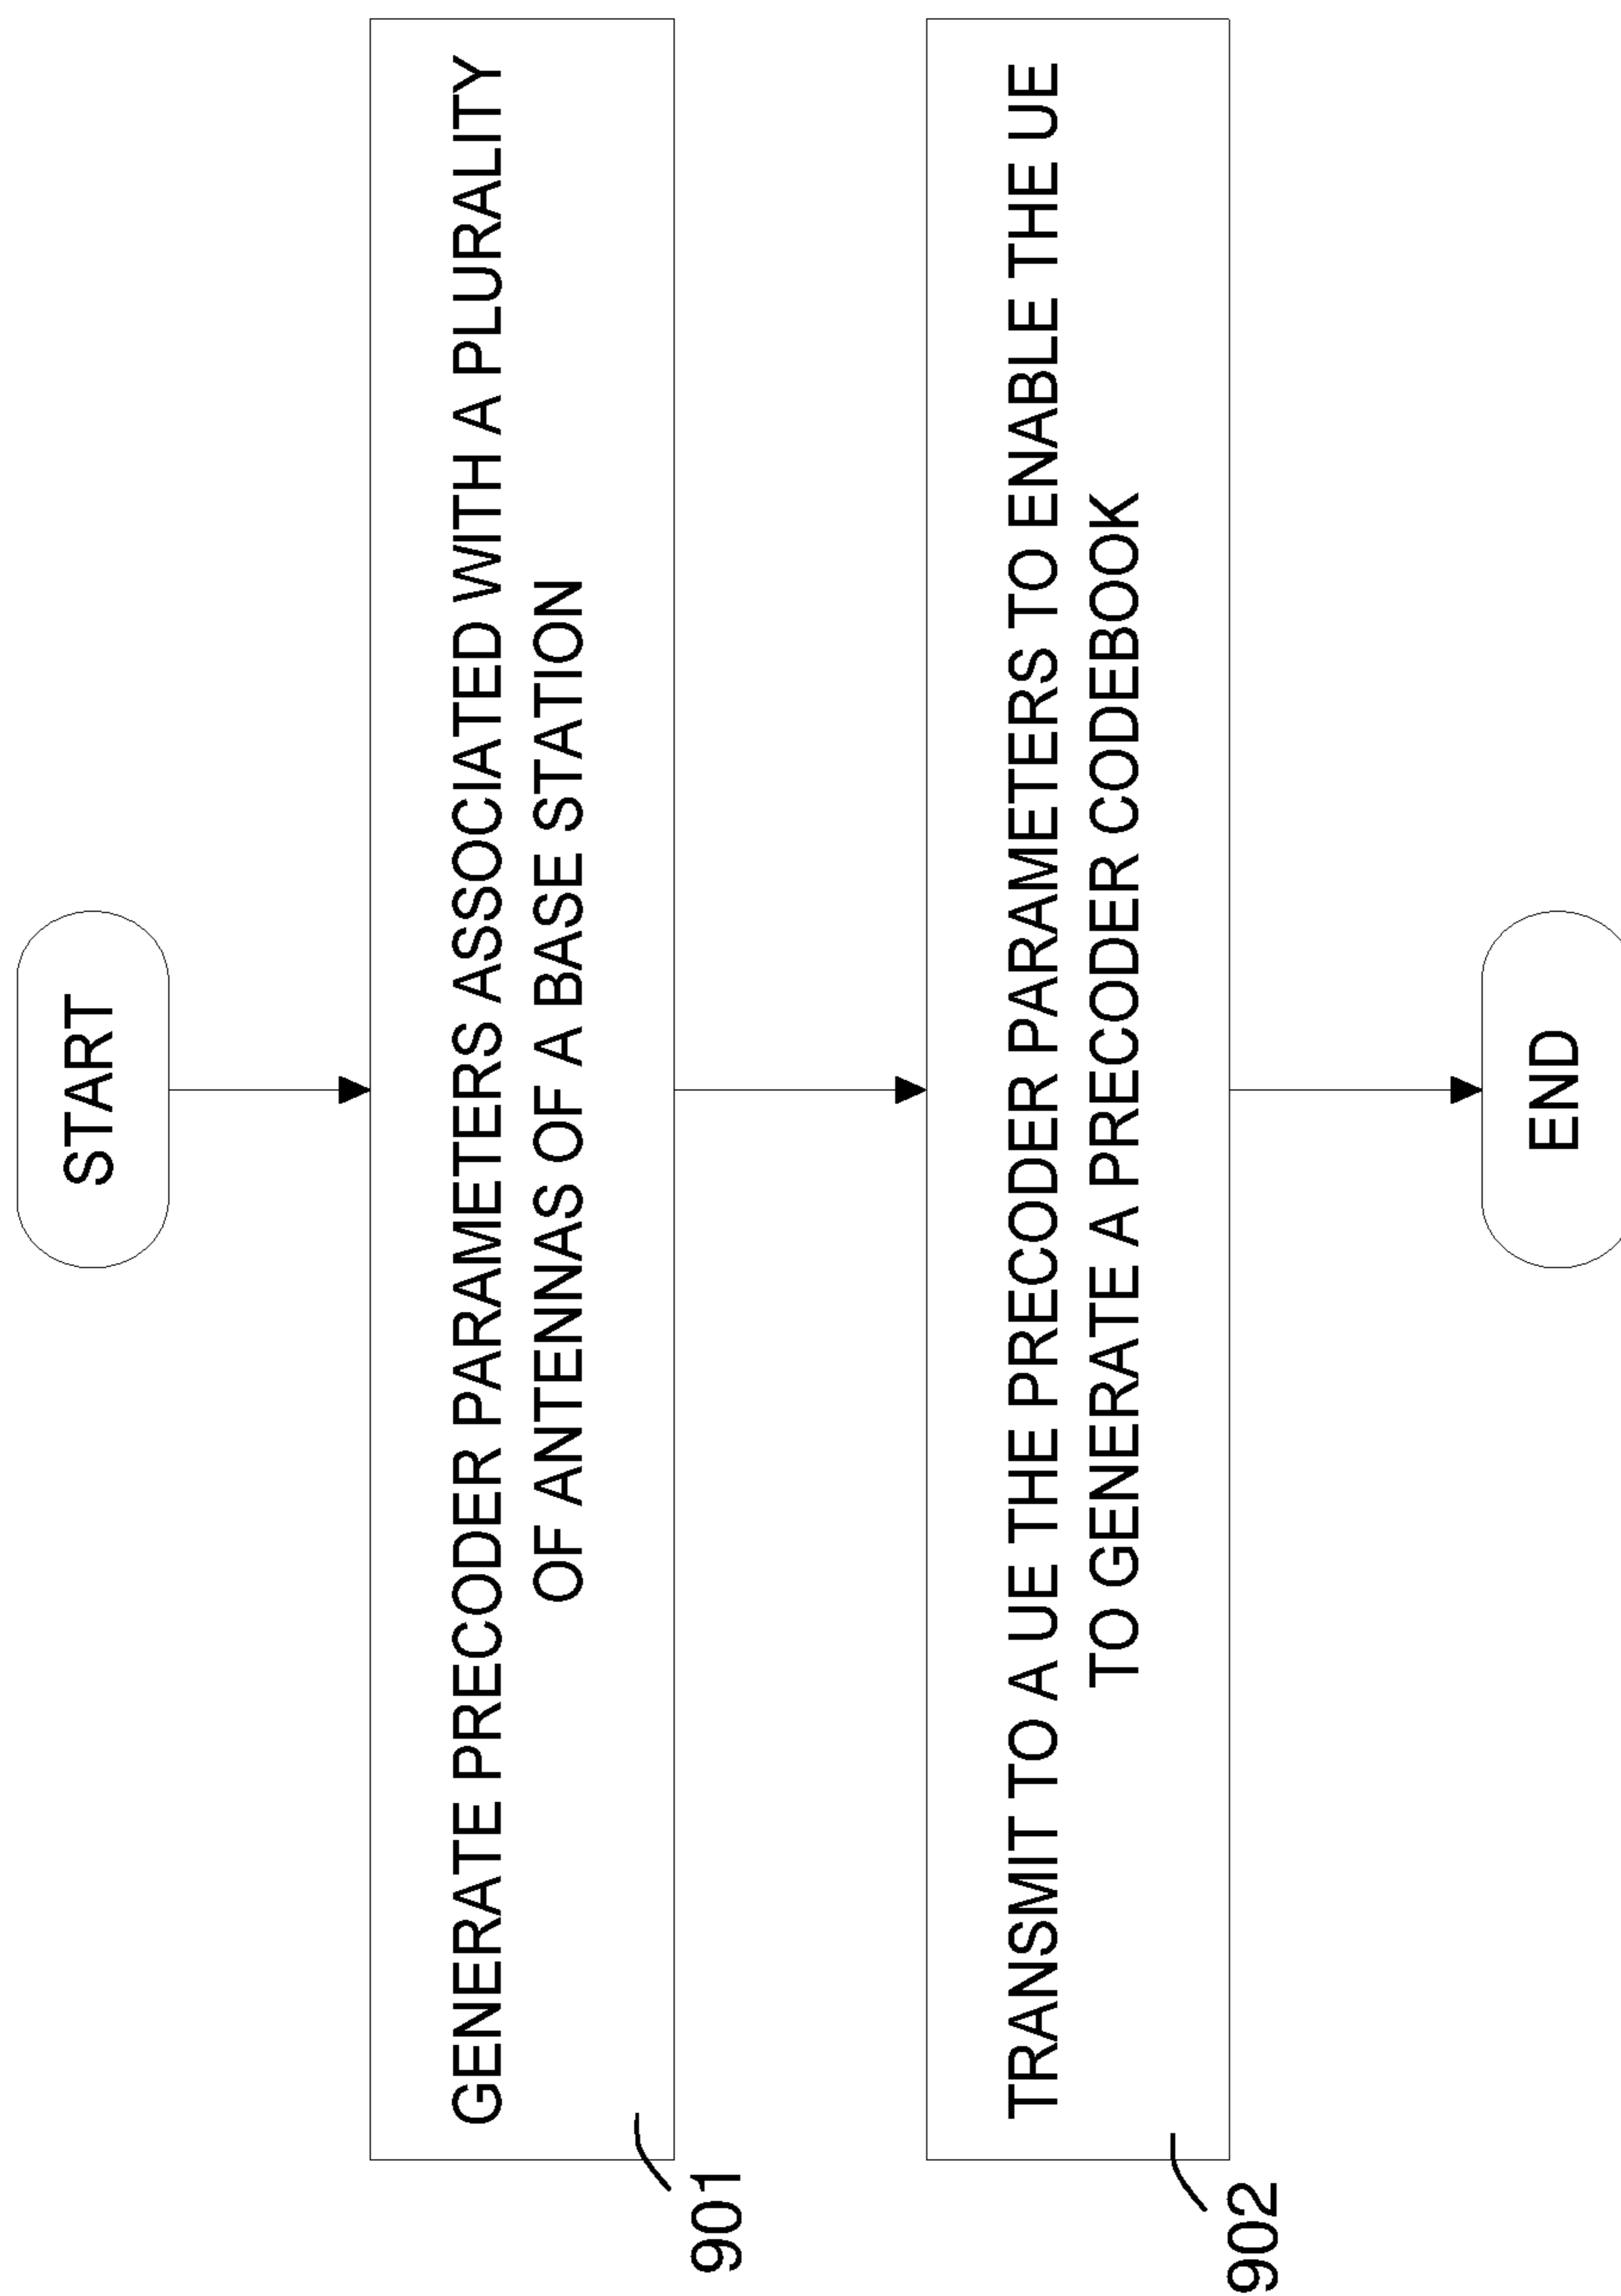 START
GENERATE PRECODER PARAMETERS ASSOCIATED WITH A PLURALITY
OF ANTENNAS OF A BASE STATION
901
TRANSMIT TO A UE THE PRECODER PARAMETERS TO ENABLE THE UE
TO GENERATE A PRECODER CODEBOOK
902
END